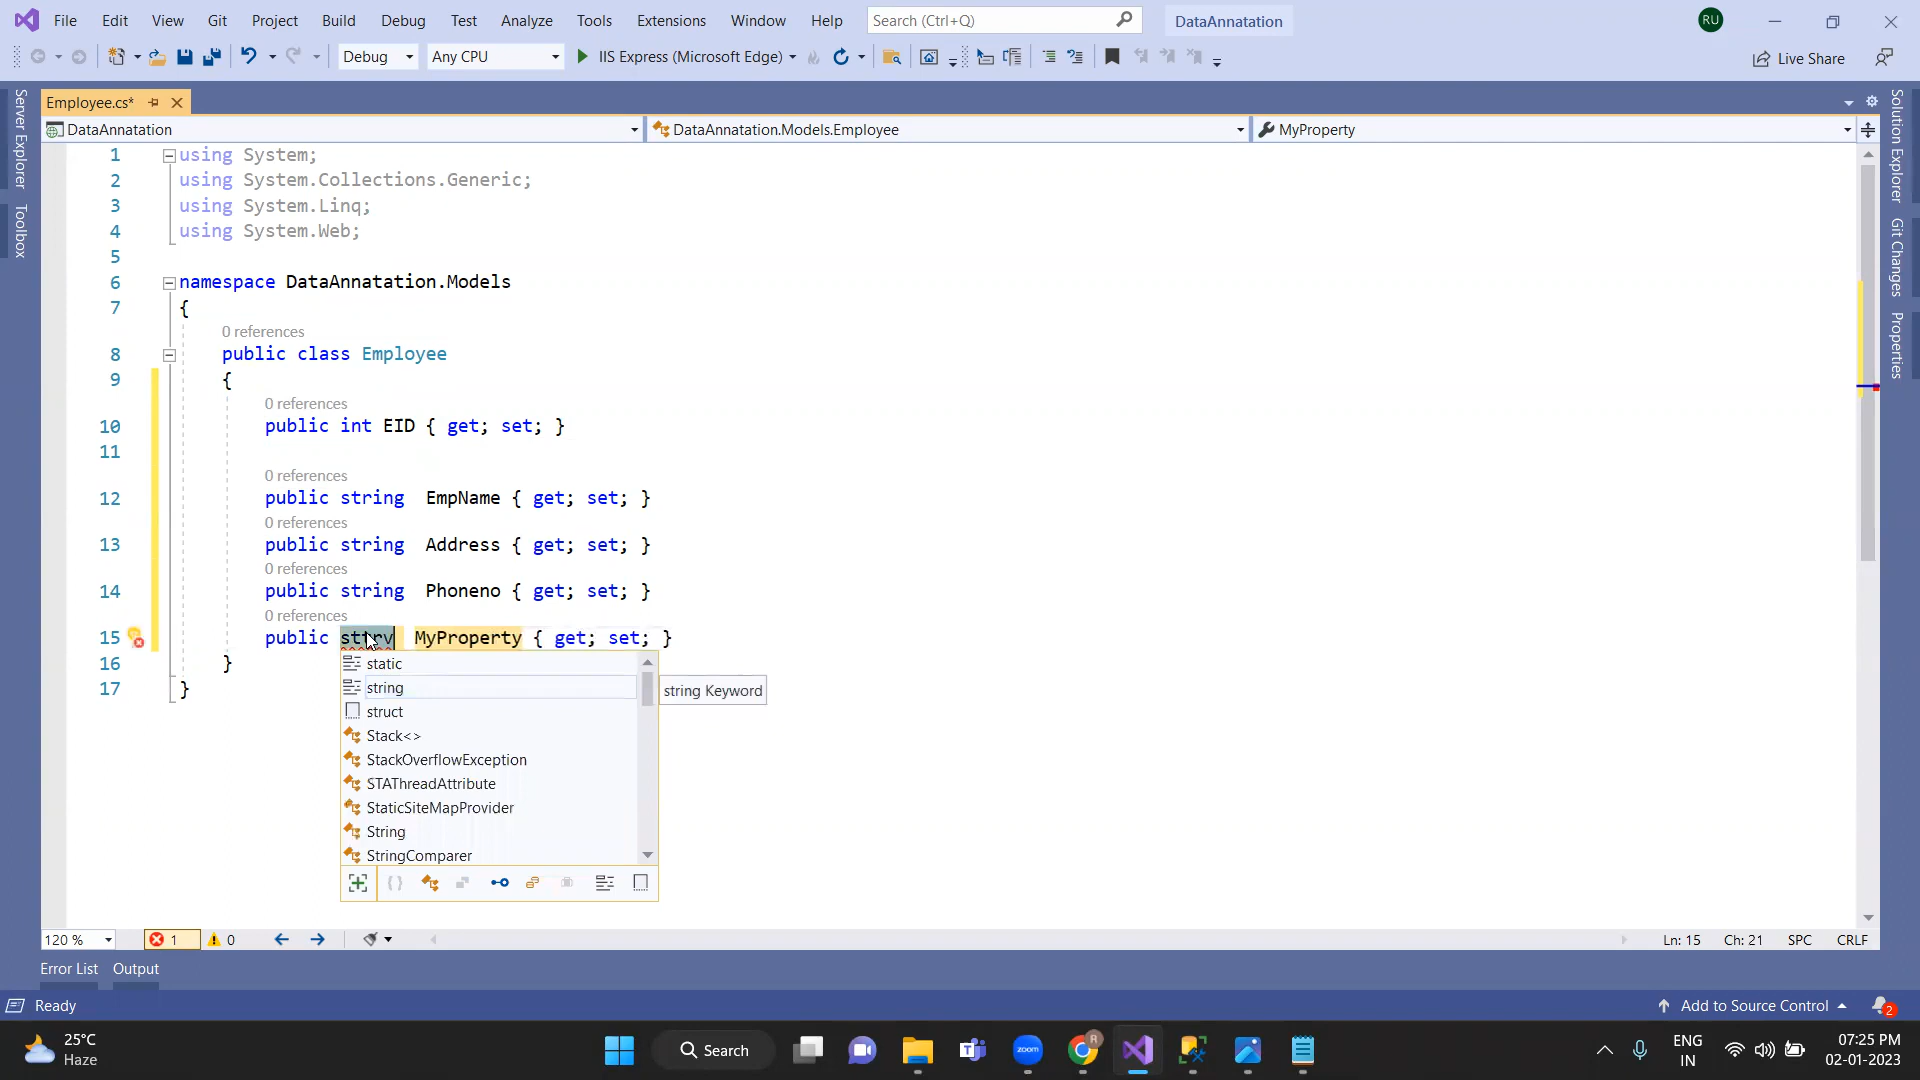 File Edit View Git Project Build Debug Test Analyze Tools Extensions Window Help Search (Ctrl+Q) DataAnnatation RU
Debug Any CPU IIS Express (Microsoft Edge) Live Share
Server Explorer
Toolbox
Employee.cs*
DataAnnatation DataAnnatation.Models.Employee MyProperty
Solution Explorer
Git Changes
Properties
1 using System;
2 using System.Collections.Generic;
3 using System.Linq;
4 using System.Web;
5
6 namespace DataAnnatation.Models
7 {
0 references
8 public class Employee
9 {
0 references
10 public int EID { get; set; }
11
0 references
12 public string  EmpName { get; set; }
0 references
13 public string  Address { get; set; }
0 references
14 public string  Phoneno { get; set; }
0 references
15 public MyProperty { get; set; }
16 }
17 }
static
string
string Keyword
struct
Stack<>
StackOverflowException
STAThreadAttribute
StaticSiteMapProvider
String
StringComparer
120 % 1 0 Ln: 15 Ch: 21 SPC CRLF
Error List Output
Ready Add to Source Control 2
25°C
Haze
Search
zoom
R
ENG
IN
07:25 PM
02-01-2023